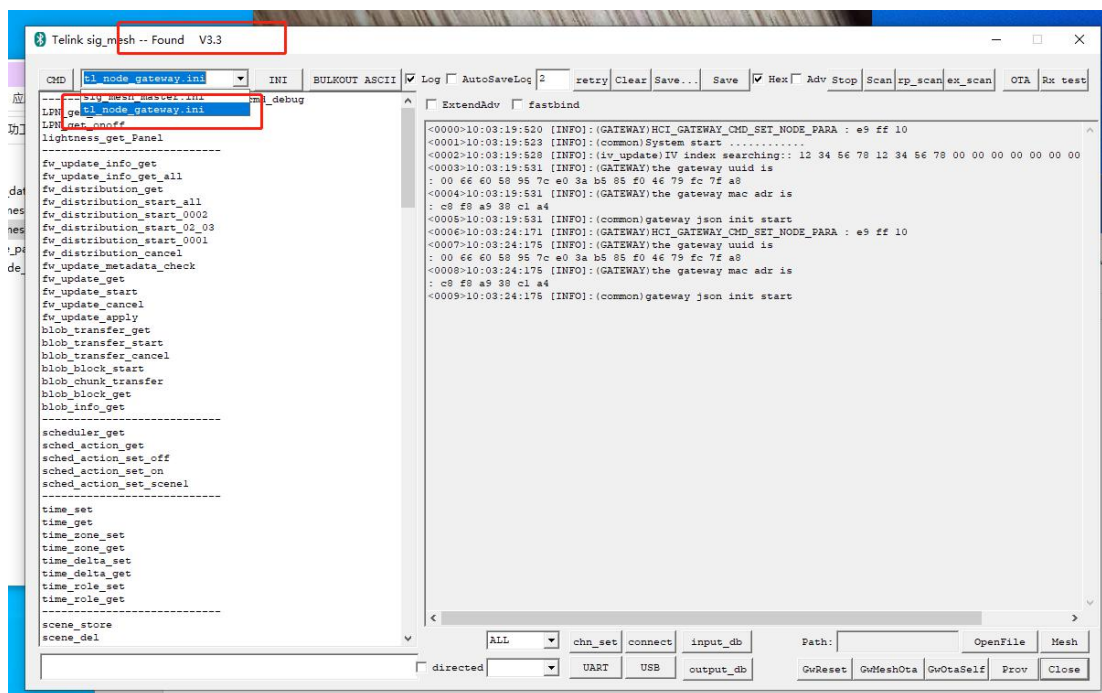 Telink sig_mesh -- Found V3.3
CMD tl_node_gateway.ini INI BULKOUT ASCII Log AutoSaveLog 2 retry Clear Save... Save Hex Adv Stop Scan rp_scan ex_scan OTA Rx test
sig_mesh_master.ini cmd_debug
tl_node_gateway.ini
LPN_get_onoff
lightness_get_Panel
----------------------------
fw_update_info_get
fw_update_info_get_all
fw_distribution_get
fw_distribution_start_all
fw_distribution_start_0002
fw_distribution_start_02_03
fw_distribution_start_0001
fw_distribution_cancel
fw_update_metadata_check
fw_update_get
fw_update_start
fw_update_cancel
fw_update_apply
blob_transfer_get
blob_transfer_start
blob_transfer_cancel
blob_block_start
blob_chunk_transfer
blob_block_get
blob_info_get
----------------------------
scheduler_get
sched_action_get
sched_action_set_off
sched_action_set_on
sched_action_set_scene1
----------------------------
time_set
time_get
time_zone_set
time_zone_get
time_delta_set
time_delta_get
time_role_set
time_role_get
----------------------------
scene_store
scene_del
ExtendAdv fastbind
<0000>10:03:19:520 [INFO]:(GATEWAY)HCI_GATEWAY_CMD_SET_NODE_PARA : e9 ff 10
<0001>10:03:19:523 [INFO]:(common)System start ............
<0002>10:03:19:528 [INFO]:(iv_update)IV index searching:: 12 34 56 78 12 34 56 78 00 00 00 00 00 00 00
<0003>10:03:19:531 [INFO]:(GATEWAY)the gateway uuid is
: 00 66 60 58 95 7c e0 3a b5 85 f0 46 79 fc 7f a8
<0004>10:03:19:531 [INFO]:(GATEWAY)the gateway mac adr is
: c8 f8 a9 38 c1 a4
<0005>10:03:19:531 [INFO]:(common)gateway json init start
<0006>10:03:24:171 [INFO]:(GATEWAY)HCI_GATEWAY_CMD_SET_NODE_PARA : e9 ff 10
<0007>10:03:24:175 [INFO]:(GATEWAY)the gateway uuid is
: 00 66 60 58 95 7c e0 3a b5 85 f0 46 79 fc 7f a8
<0008>10:03:24:175 [INFO]:(GATEWAY)the gateway mac adr is
: c8 f8 a9 38 c1 a4
<0009>10:03:24:176 [INFO]:(common)gateway json init start
ALL chn_set connect input_db Path: OpenFile Mesh
directed UART USB output_db GwReset GwMeshOta GwOtaSelf Prov Close